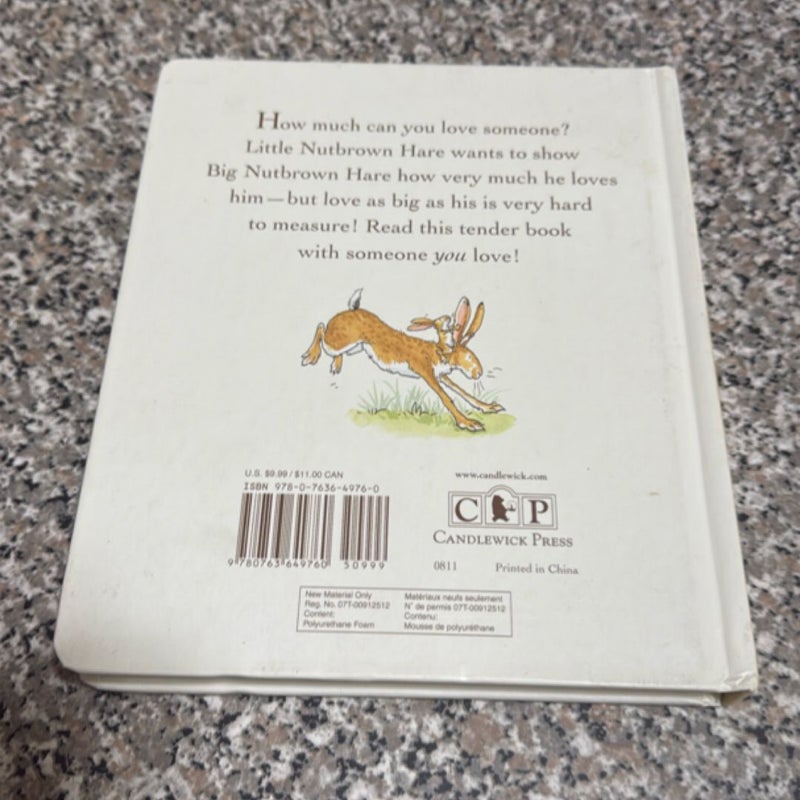 How much can you love someone?
Little Nutbrown Hare wants to show
Big Nutbrown Hare how very much he loves
him—but love as big as his is very hard
to measure! Read this tender book
with someone you love!
U.S. $9.99 / $11.00 CAN
ISBN 978-0-7636-4976-0
9 780763 649760 50999
www.candlewick.com
C P
CANDLEWICK PRESS
0811 Printed in China
New Material Only
Reg. No. 07T-00912512
Content:
Polyurethane Foam
Matériaux neufs seulement
N° de permis 07T-00912512
Contenu:
Mousse de polyuréthane